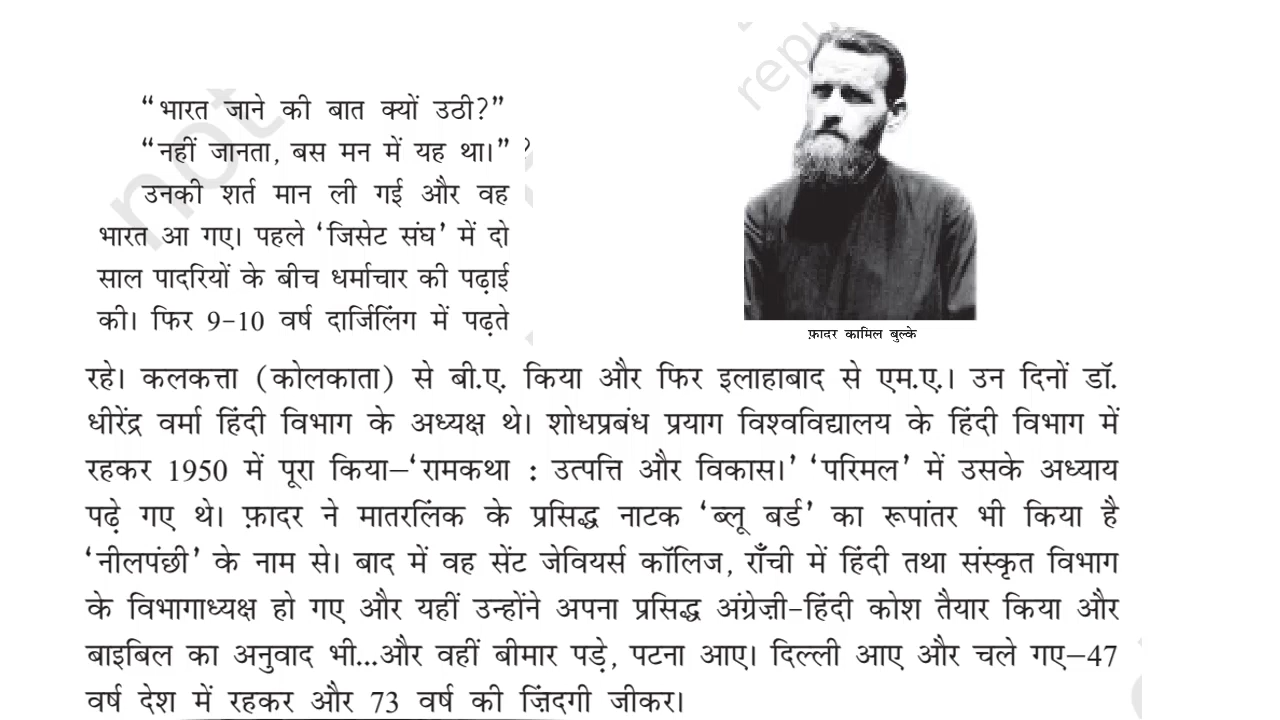 “भारत जाने की बात क्यों उठी?”
“नहीं जानता, बस मन में यह था।” ?
उनकी शर्त मान ली गई और वह
भारत आ गए। पहले ‘जिसेट संघ’ में दो
साल पादरियों के बीच धर्माचार की पढ़ाई
की। फिर 9-10 वर्ष दार्जिलिंग में पढ़ते
फ़ादर कामिल बुल्के
रहे। कलकत्ता (कोलकाता) से बी.ए. किया और फिर इलाहाबाद से एम.ए.। उन दिनों डॉ.
धीरेंद्र वर्मा हिंदी विभाग के अध्यक्ष थे। शोधप्रबंध प्रयाग विश्वविद्यालय के हिंदी विभाग में
रहकर 1950 में पूरा किया–‘रामकथा : उत्पत्ति और विकास।’ ‘परिमल’ में उसके अध्याय
पढ़े गए थे। फ़ादर ने मातरलिंक के प्रसिद्ध नाटक ‘ब्लू बर्ड’ का रूपांतर भी किया है
‘नीलपंछी’ के नाम से। बाद में वह सेंट जेवियर्स कॉलिज, राँची में हिंदी तथा संस्कृत विभाग
के विभागाध्यक्ष हो गए और यहीं उन्होंने अपना प्रसिद्ध अंग्रेज़ी-हिंदी कोश तैयार किया और
बाइबिल का अनुवाद भी...और वहीं बीमार पड़े, पटना आए। दिल्ली आए और चले गए–47
वर्ष देश में रहकर और 73 वर्ष की ज़िंदगी जीकर।
not
repu